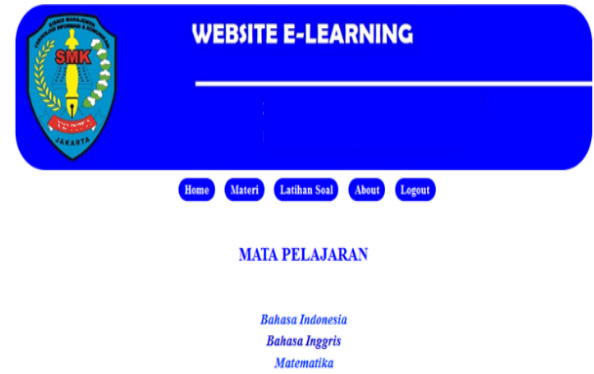 WEBSITE E-LEARNING
SMK
JAKARTA
Home Materi Latihan Soal About Logout
MATA PELAJARAN
Bahasa Indonesia
Bahasa Inggris
Matematika